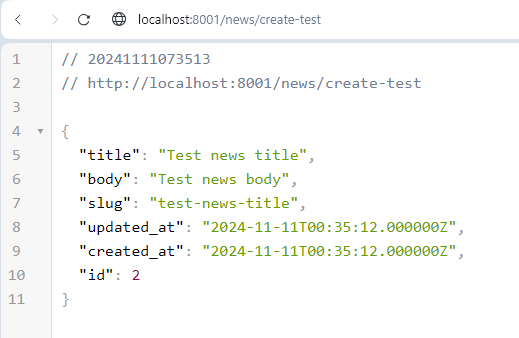 localhost:8001/news/create-test
1 // 20241111073513
2 // http://localhost:8001/news/create-test
3
4 {
5 "title": "Test news title",
6 "body": "Test news body",
7 "slug": "test-news-title",
8 "updated_at": "2024-11-11T00:35:12.000000Z",
9 "created_at": "2024-11-11T00:35:12.000000Z",
10 "id": 2
11 }